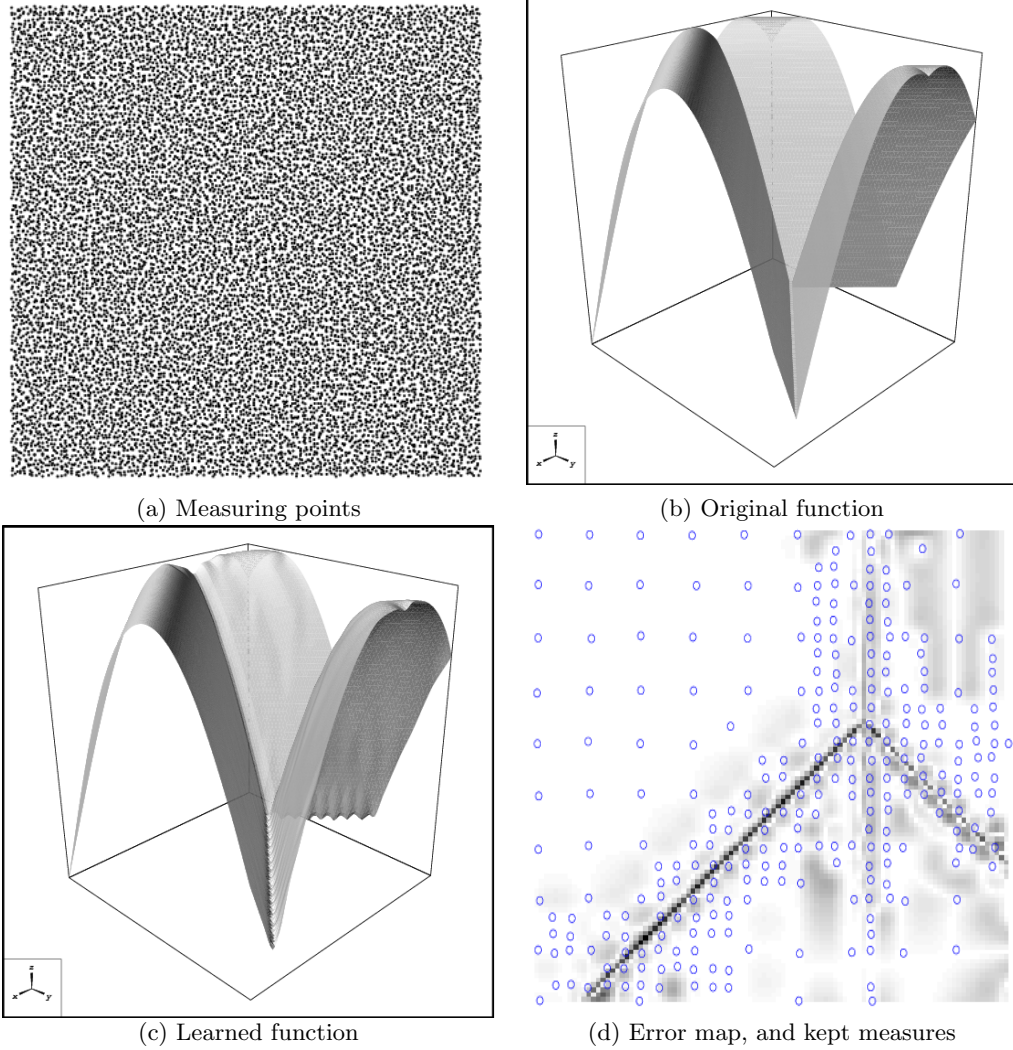 (a) Measuring points
(b) Original function
z
x
y
(c) Learned function
z
x
y
(d) Error map, and kept measures